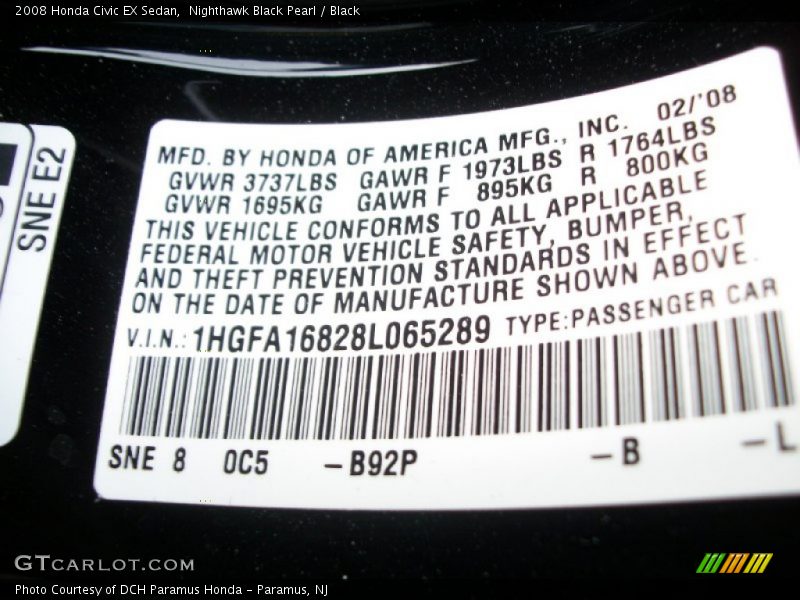 2008 Honda Civic EX Sedan,  Nighthawk Black Pearl / Black
SNE E2
MFD. BY HONDA OF AMERICA MFG., INC. 02/'08
GVWR 3737LBS GAWR F 1973LBS R 1764LBS
GVWR 1695KG GAWR F 895KG R 800KG
THIS VEHICLE CONFORMS TO ALL APPLICABLE
FEDERAL MOTOR VEHICLE SAFETY, BUMPER,
AND THEFT PREVENTION STANDARDS IN EFFECT
ON THE DATE OF MANUFACTURE SHOWN ABOVE.
V.I.N.: 1HGFA16828L065289 TYPE:PASSENGER CAR
SNE 8 0C5 -B92P -B -L
GTCARLOT.COM
Photo Courtesy of DCH Paramus Honda - Paramus, NJ